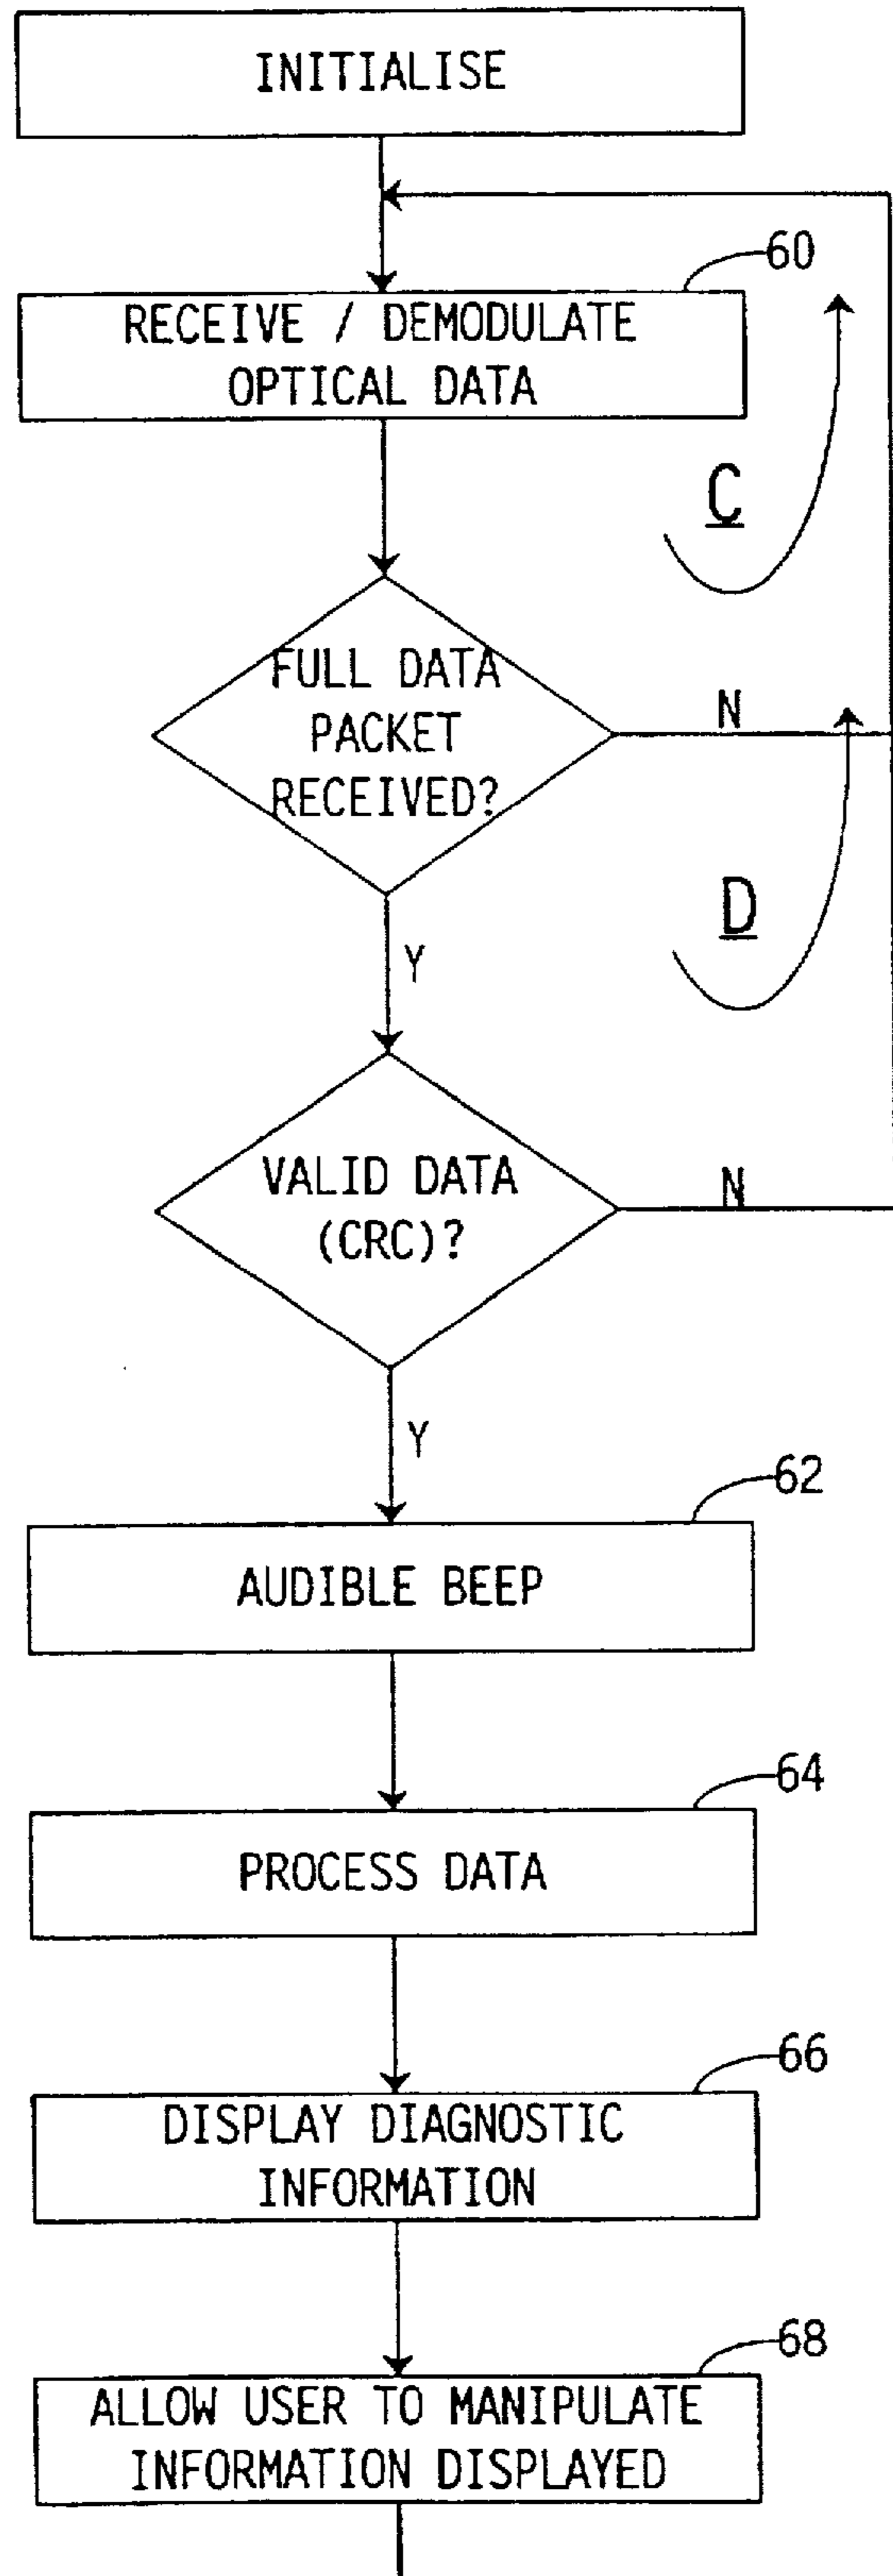 INITIALISE
60
RECEIVE / DEMODULATE
OPTICAL DATA
C
FULL DATA
PACKET
RECEIVED?
N
D
Y
VALID DATA
(CRC)?
N
Y
62
AUDIBLE BEEP
64
PROCESS DATA
66
DISPLAY DIAGNOSTIC
INFORMATION
68
ALLOW USER TO MANIPULATE
INFORMATION DISPLAYED